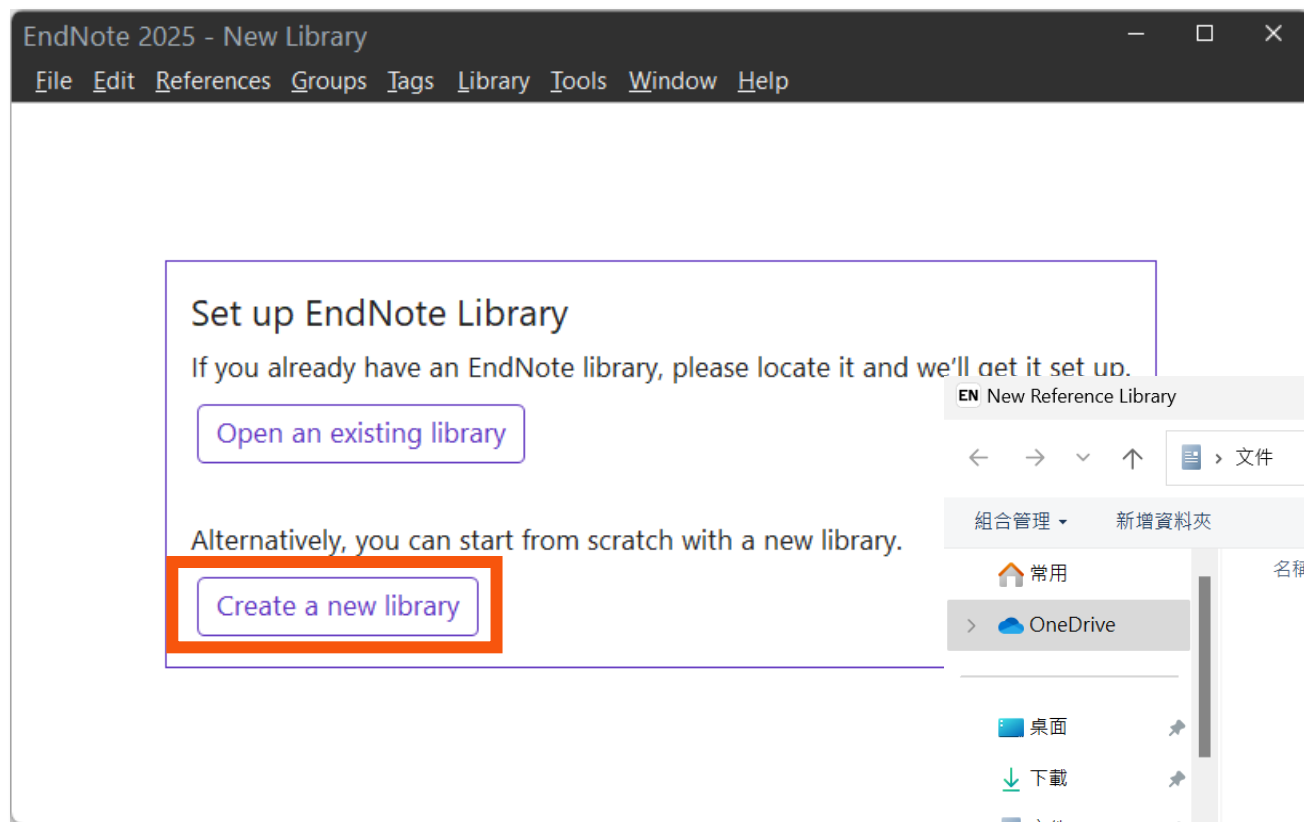 EndNote 2025 - New Library
File Edit References Groups Tags Library Tools Window Help
Set up EndNote Library
If you already have an EndNote library, please locate it and we'll get it set up.
Open an existing library
Alternatively, you can start from scratch with a new library.
Create a new library
EN New Reference Library
文件
組合管理 新增資料夾
常用
名稱
OneDrive
桌面
下載